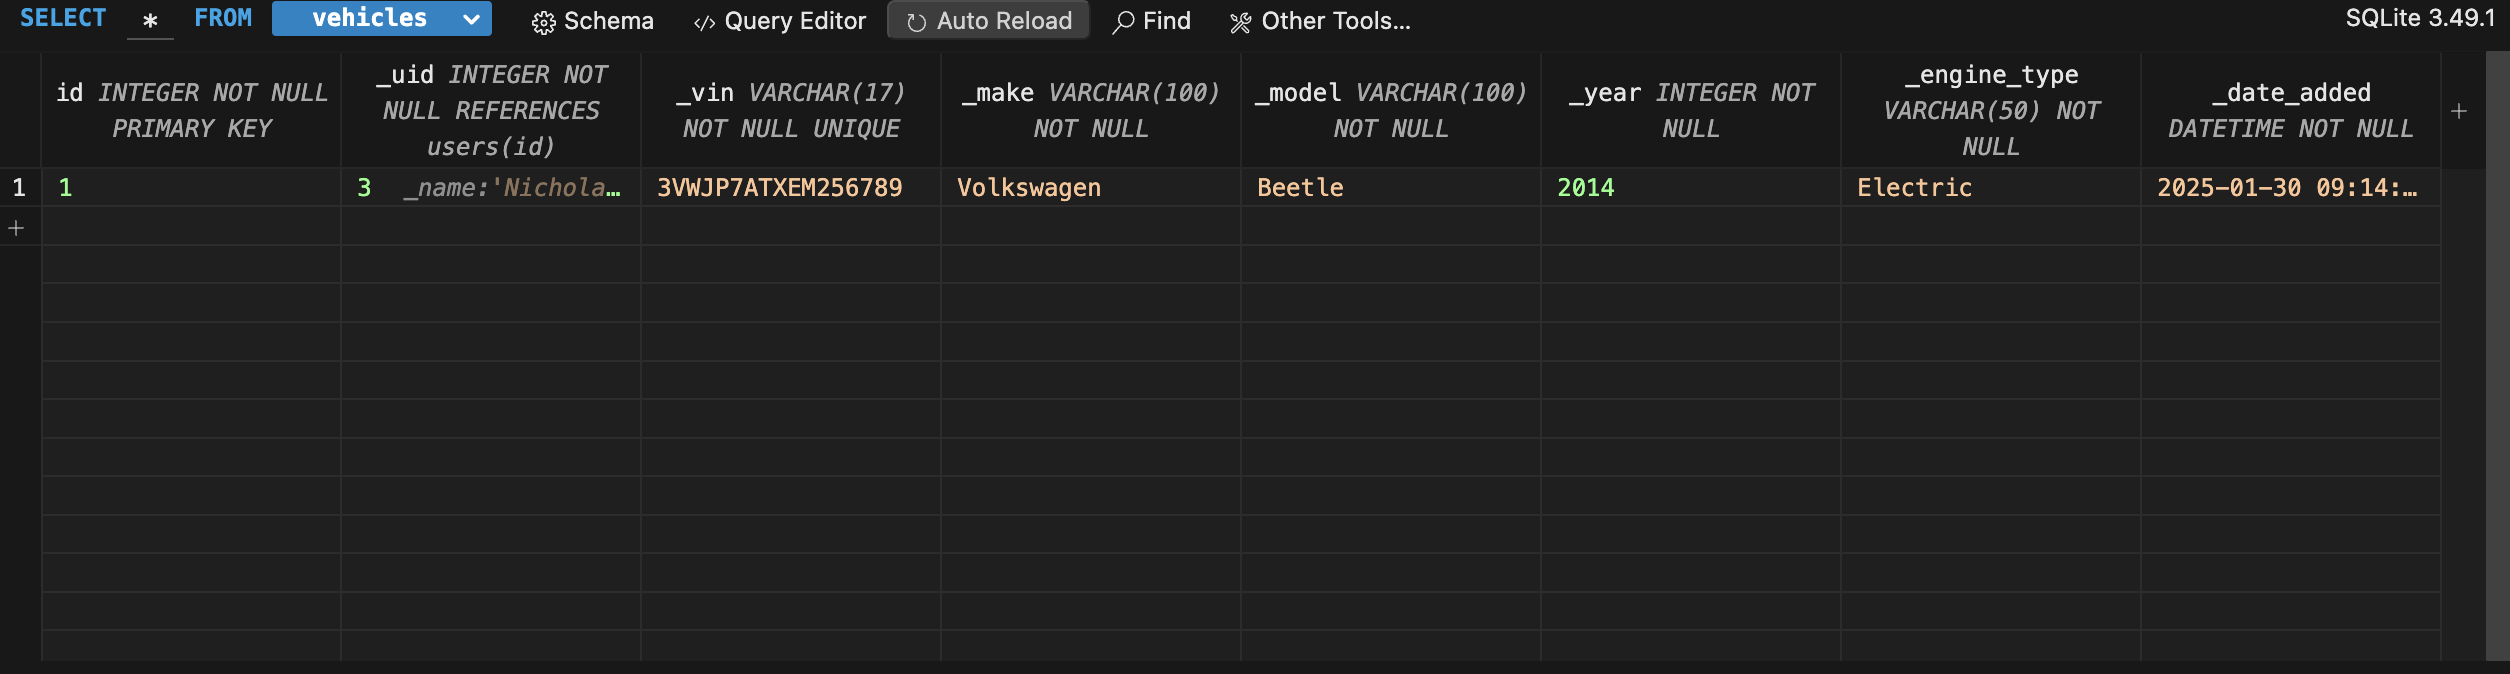 SELECT * FROM vehicles Schema </> Query Editor Auto Reload Find Other Tools... SQLite 3.49.1
id INTEGER NOT NULL PRIMARY KEY
_uid INTEGER NOT NULL REFERENCES users(id)
_vin VARCHAR(17) NOT NULL UNIQUE
_make VARCHAR(100) NOT NULL
_model VARCHAR(100) NOT NULL
_year INTEGER NOT NULL
_engine_type VARCHAR(50) NOT NULL
_date_added DATETIME NOT NULL
+
1 1 3 _name:'Nichola… 3VWJP7ATXEM256789 Volkswagen Beetle 2014 Electric 2025-01-30 09:14:…
+